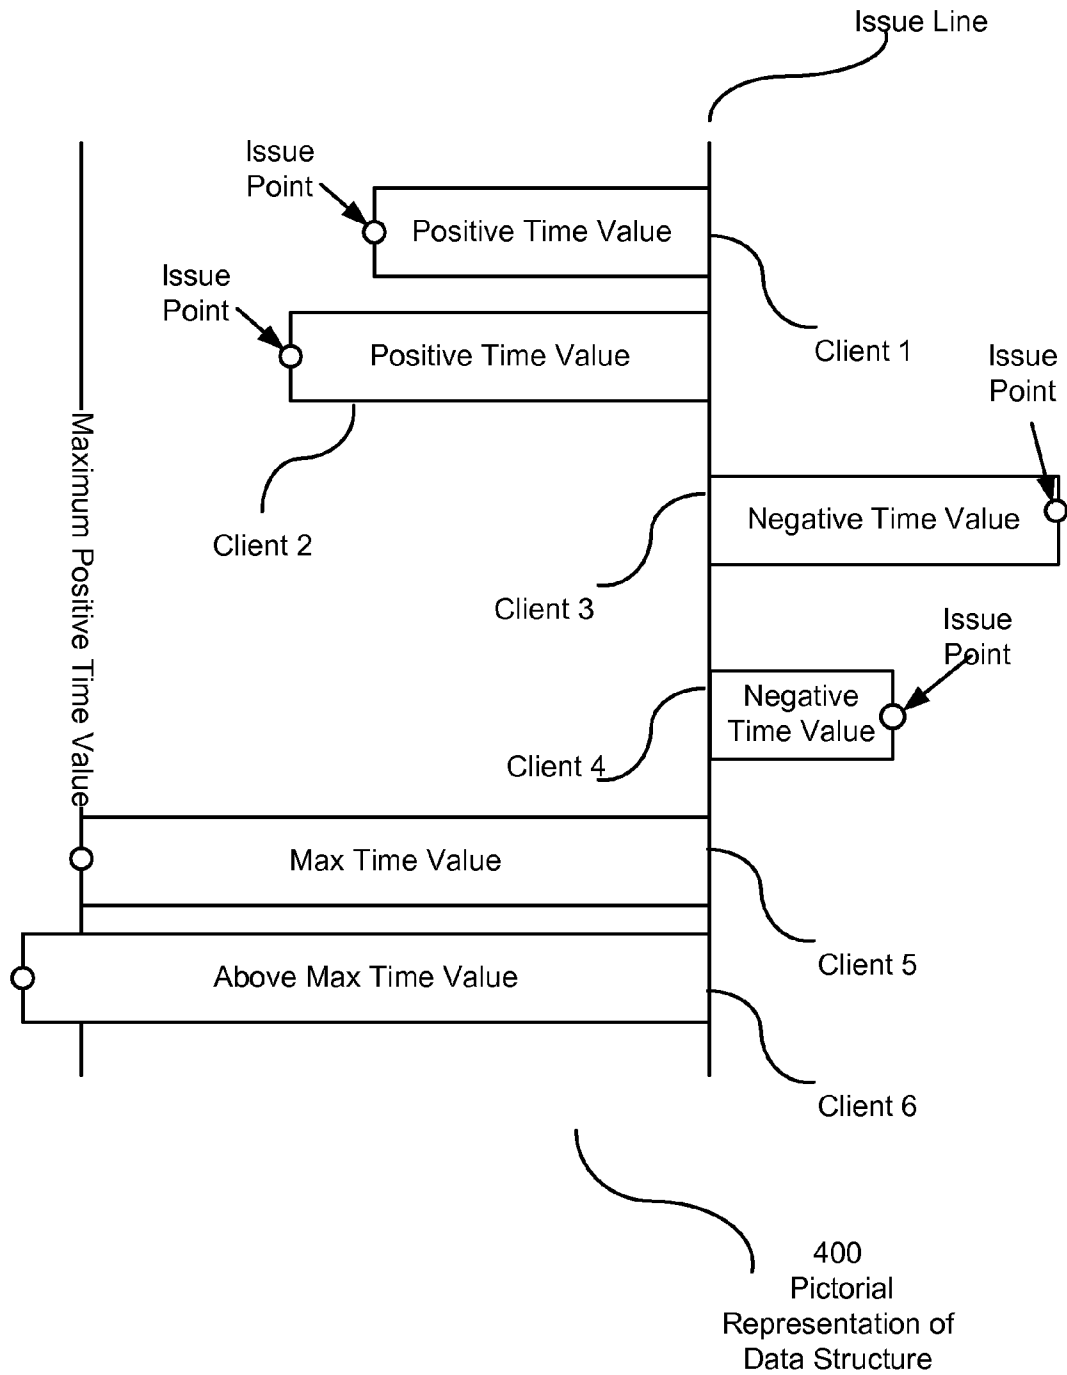 Issue Line
Issue
Point
Positive Time Value
Issue
Point
Positive Time Value
Client 1
Issue
Point
Maximum Positive Time Value
Negative Time Value
Client 2
Client 3
Issue
Point
Negative
Time Value
Client 4
Max Time Value
Client 5
Above Max Time Value
Client 6
400
Pictorial
Representation of
Data Structure